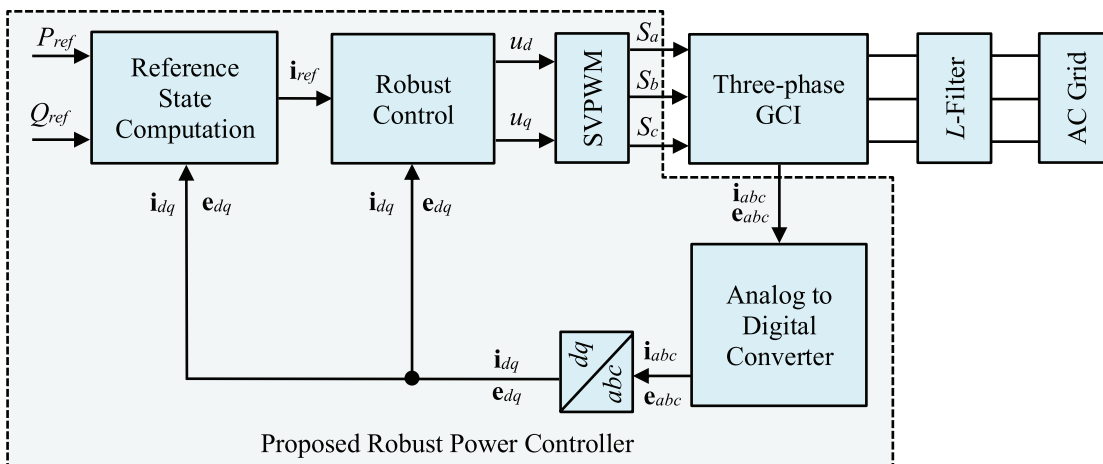 P_ref
Q_ref
Reference
State
Computation
i_ref
Robust
Control
u_d
u_q
SVPWM
S_a
S_b
S_c
Three-phase
GCI
L-Filter
AC Grid
i_dq e_dq
i_dq e_dq
i_abc
e_abc
Analog to
Digital
Converter
i_abc
e_abc
dq
abc
i_dq
e_dq
Proposed Robust Power Controller